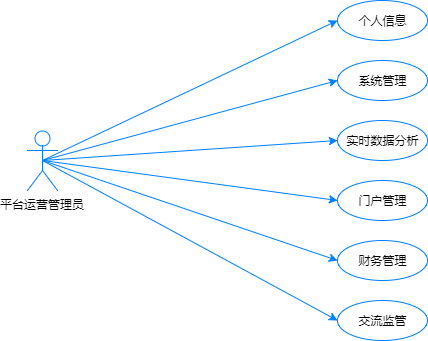 个人信息
系统管理
实时数据分析
平台运营管理员
门户管理
财务管理
交流监管